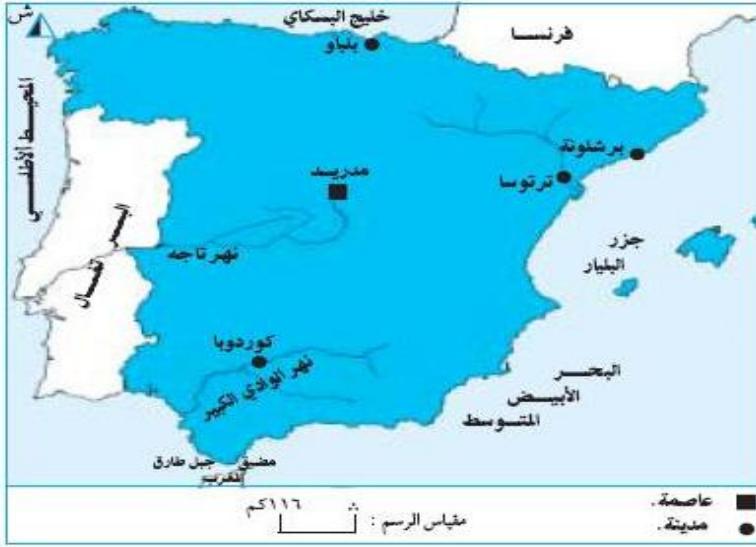 ش
خليج البسكاي
بلباو
فرنسا
المحيط الأطلسي
برشلونة
ترتوسا
مدريد
جزر
البليار
البرتغال
نهر تاجه
كوردوبا
نهر الوادي الكبير
البحر
الأبيض
المتوسط
مضيق جبل طارق
المغرب
عاصمة.
مدينة.
مقياس الرسم :
١١٦كم